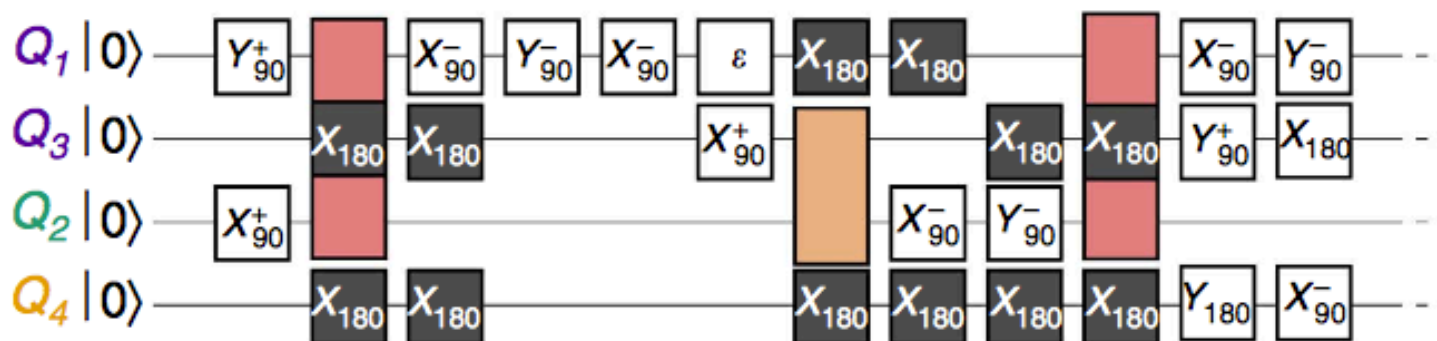 Q₁ |0⟩ Y⁺₉₀ X⁻₉₀ Y⁻₉₀ X⁻₉₀ ε X₁₈₀ X₁₈₀ X⁻₉₀ Y⁻₉₀
Q₃ |0⟩ X₁₈₀ X₁₈₀ X⁺₉₀ X₁₈₀ X₁₈₀ Y⁺₉₀ X₁₈₀
Q₂ |0⟩ X⁺₉₀ X⁻₉₀ Y⁻₉₀
Q₄ |0⟩ X₁₈₀ X₁₈₀ X₁₈₀ X₁₈₀ X₁₈₀ X₁₈₀ Y₁₈₀ X⁻₉₀